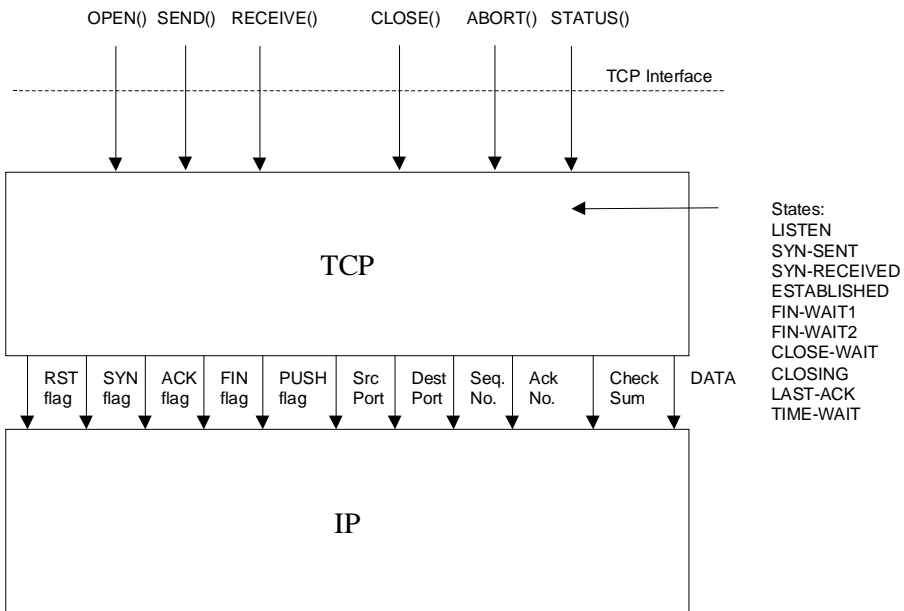 OPEN() SEND() RECEIVE() CLOSE() ABORT() STATUS()
TCP Interface
TCP
States:
LISTEN
SYN-SENT
SYN-RECEIVED
ESTABLISHED
FIN-WAIT1
FIN-WAIT2
CLOSE-WAIT
CLOSING
LAST-ACK
TIME-WAIT
RST flag
SYN flag
ACK flag
FIN flag
PUSH flag
Src Port
Dest Port
Seq. No.
Ack No.
Check Sum
DATA
IP